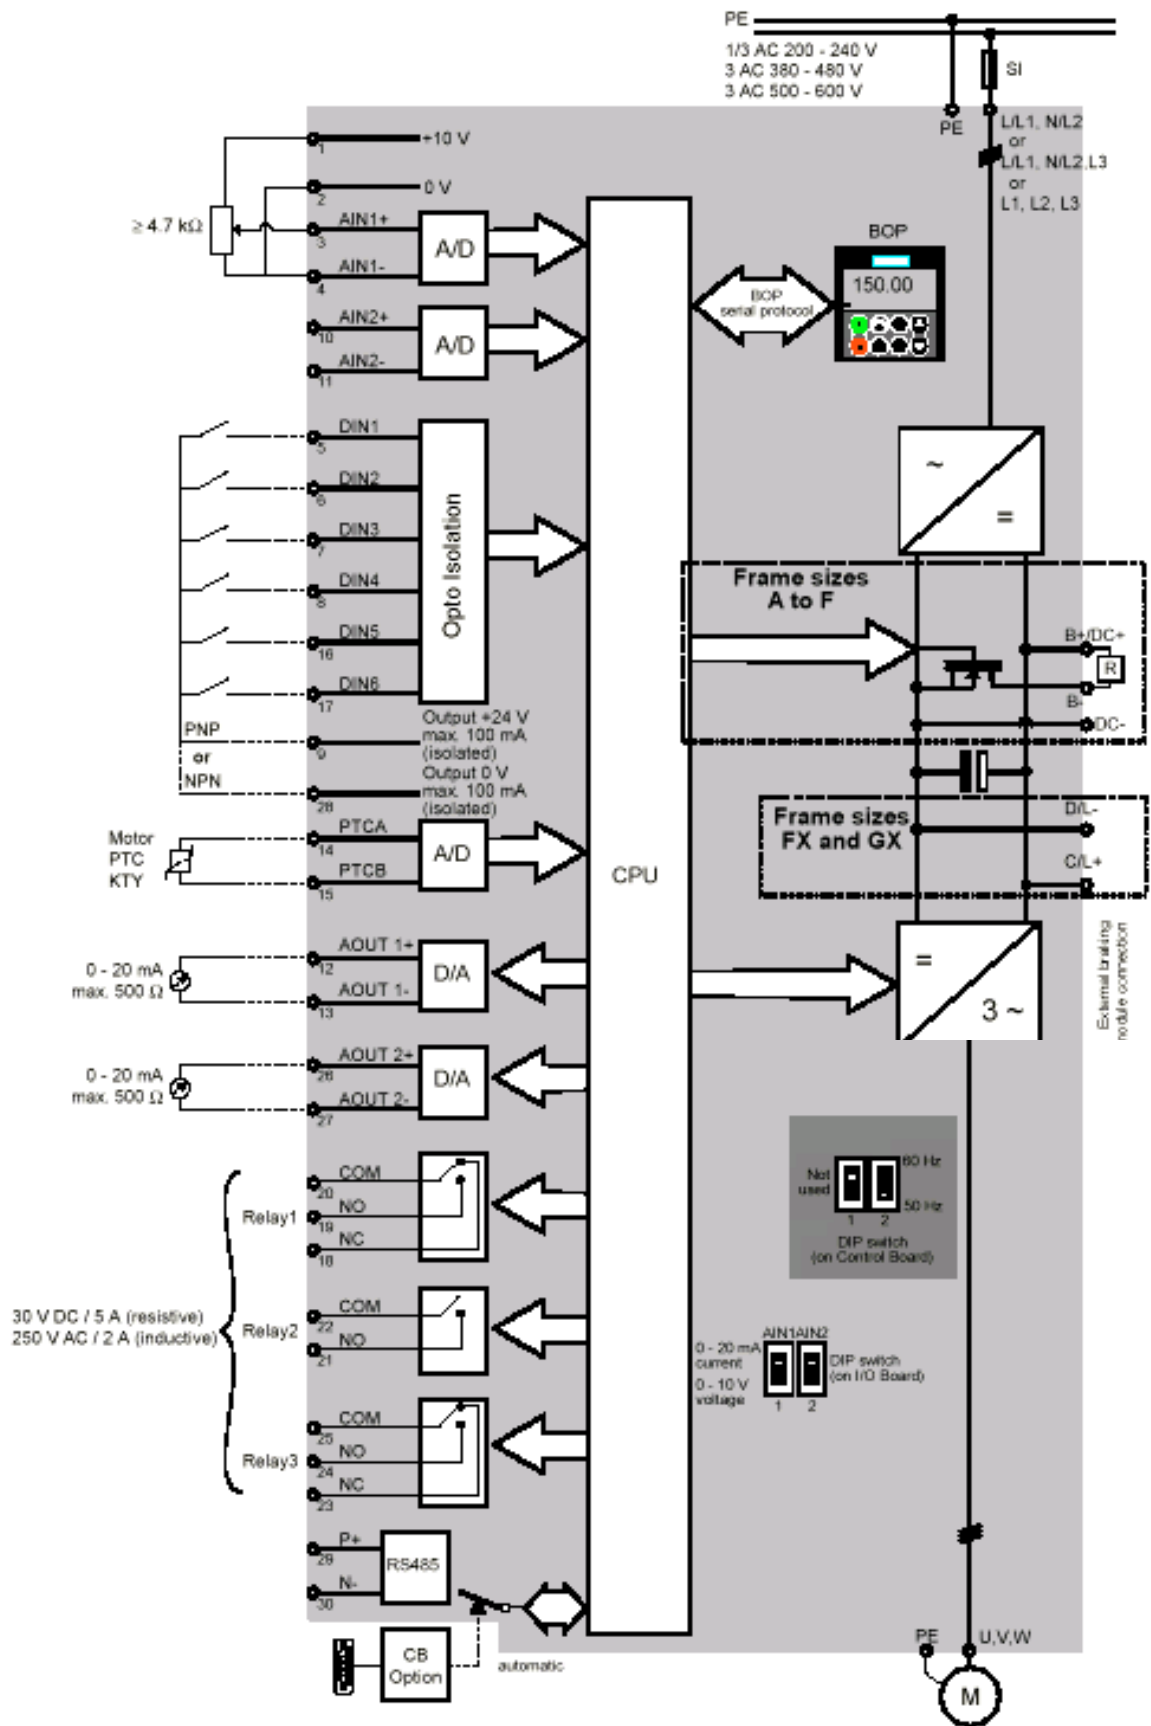 PE
1/3 AC 200 - 240 V
3 AC 380 - 480 V
3 AC 500 - 600 V
SI
PE
L/L1, N/L2
or
L/L1, N/L2,L3
or
L1, L2, L3
1
+10 V
2
0 V
≥ 4.7 kΩ
AIN1+
3
AIN1-
4
A/D
AIN2+
10
AIN2-
11
A/D
BOP
150.00
BOP
serial protocol
DIN1
5
DIN2
6
DIN3
7
DIN4
8
DIN5
16
DIN6
17
Opto Isolation
~
=
Frame sizes
A to F
B+/DC+
R
B-
DC-
PNP
or
NPN
9
Output +24 V
max. 100 mA
(isolated)
28
Output 0 V
max. 100 mA
(isolated)
Motor
PTC
KTY
PTCA
14
PTCB
15
A/D
CPU
Frame sizes
FX and GX
D/L-
C/L+
External braking
module connection
=
3 ~
0 - 20 mA
max. 500 Ω
AOUT 1+
12
AOUT 1-
13
D/A
0 - 20 mA
max. 500 Ω
AOUT 2+
26
AOUT 2-
27
D/A
Not
used
60 Hz
50 Hz
1 2
DIP switch
(on Control Board)
30 V DC / 5 A (resistive)
250 V AC / 2 A (inductive)
Relay1
COM
20
NO
19
NC
18
Relay2
COM
22
NO
21
Relay3
COM
25
NO
24
NC
23
0 - 20 mA
current
0 - 10 V
voltage
AIN1 AIN2
1 2
DIP switch
(on I/O Board)
P+
29
N-
30
RS485
CB
Option
automatic
PE
U,V,W
M